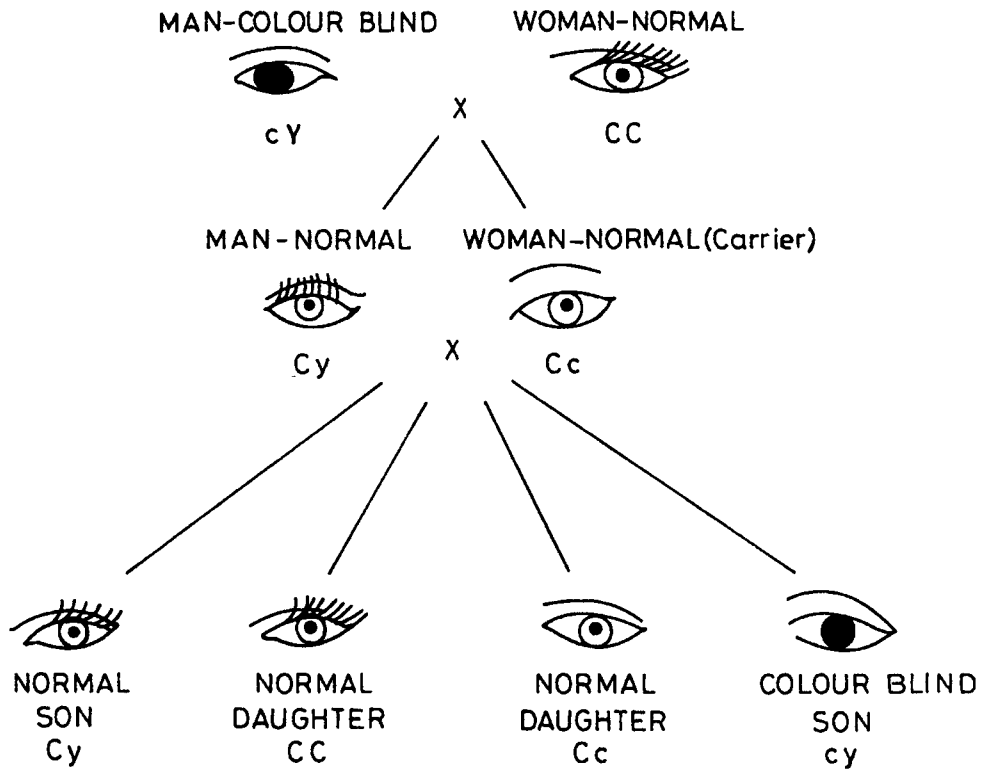 MAN-COLOUR BLIND
WOMAN-NORMAL
X
cY
CC
MAN-NORMAL
WOMAN-NORMAL (Carrier)
X
Cy
Cc
NORMAL
SON
Cy
NORMAL
DAUGHTER
CC
NORMAL
DAUGHTER
Cc
COLOUR BLIND
SON
cy